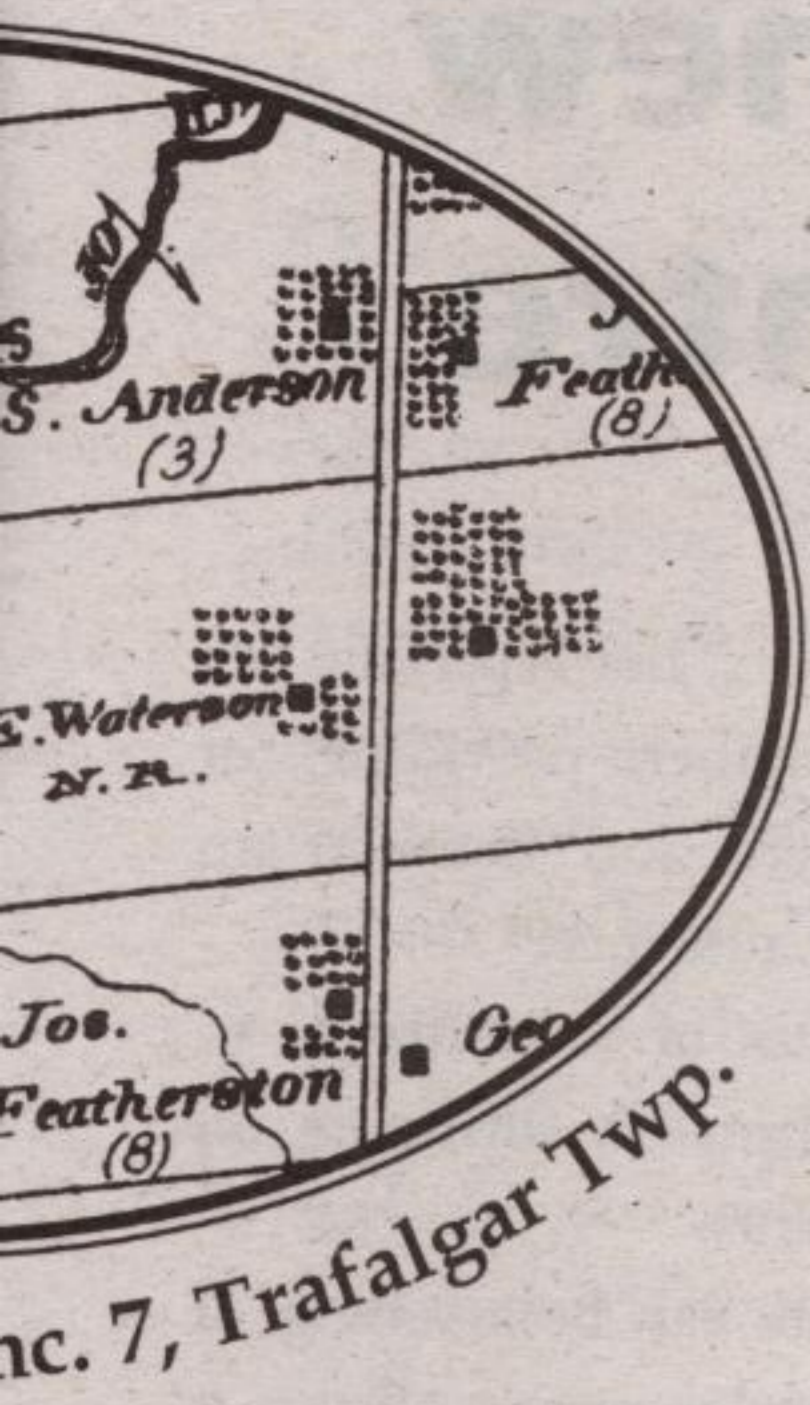 S
S. Anderson
(3)
J
Feath
(8)
E. Waterson
N. R.
Jos.
Featherston
(8)
Geo
nc. 7, Trafalgar Twp.